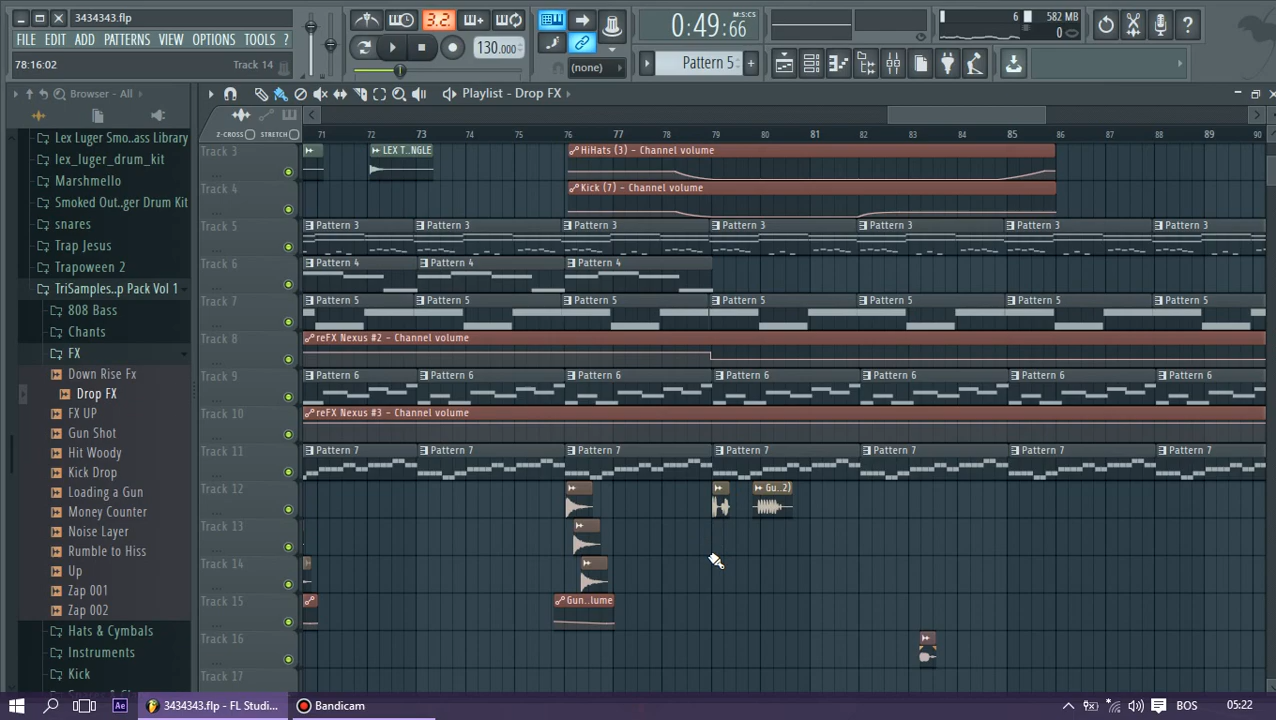 3434343.flp
FILE EDIT ADD PATTERNS VIEW OPTIONS TOOLS ?
78:16:02 Track 14
3.2.
130.000
(none)
0:49:66 M:S:CS
Pattern 5 +
6 582 MB
0
Browser - All
Playlist - Drop FX
Z-CROSS STRETCH
71 72 73 74 75 76 77 78 79 80 81 82 83 84 85 86 87 88 89 90
Lex Luger Smo..ass Library
lex_luger_drum_kit
Marshmello
Smoked Out..ger Drum Kit
snares
Trap Jesus
Trapoween 2
TriSamples..p Pack Vol 1
808 Bass
Chants
FX
Down Rise Fx
Drop FX
FX UP
Gun Shot
Hit Woody
Kick Drop
Loading a Gun
Money Counter
Noise Layer
Rumble to Hiss
Up
Zap 001
Zap 002
Hats & Cymbals
Instruments
Kick
Track 3 LEX T..NGLE HiHats (3) - Channel volume
Track 4 Kick (7) - Channel volume
Track 5 Pattern 3 Pattern 3 Pattern 3 Pattern 3 Pattern 3 Pattern 3 Pattern 3
Track 6 Pattern 4 Pattern 4 Pattern 4
Track 7 Pattern 5 Pattern 5 Pattern 5 Pattern 5 Pattern 5 Pattern 5 Pattern 5
Track 8 reFX Nexus #2 - Channel volume
Track 9 Pattern 6 Pattern 6 Pattern 6 Pattern 6 Pattern 6 Pattern 6 Pattern 6
Track 10 reFX Nexus #3 - Channel volume
Track 11 Pattern 7 Pattern 7 Pattern 7 Pattern 7 Pattern 7 Pattern 7 Pattern 7
Track 12 Gu..2)
Track 13
Track 14
Track 15 Gun..lume
Track 16
Track 17
3434343.flp - FL Studi...
Bandicam
BOS 05:22